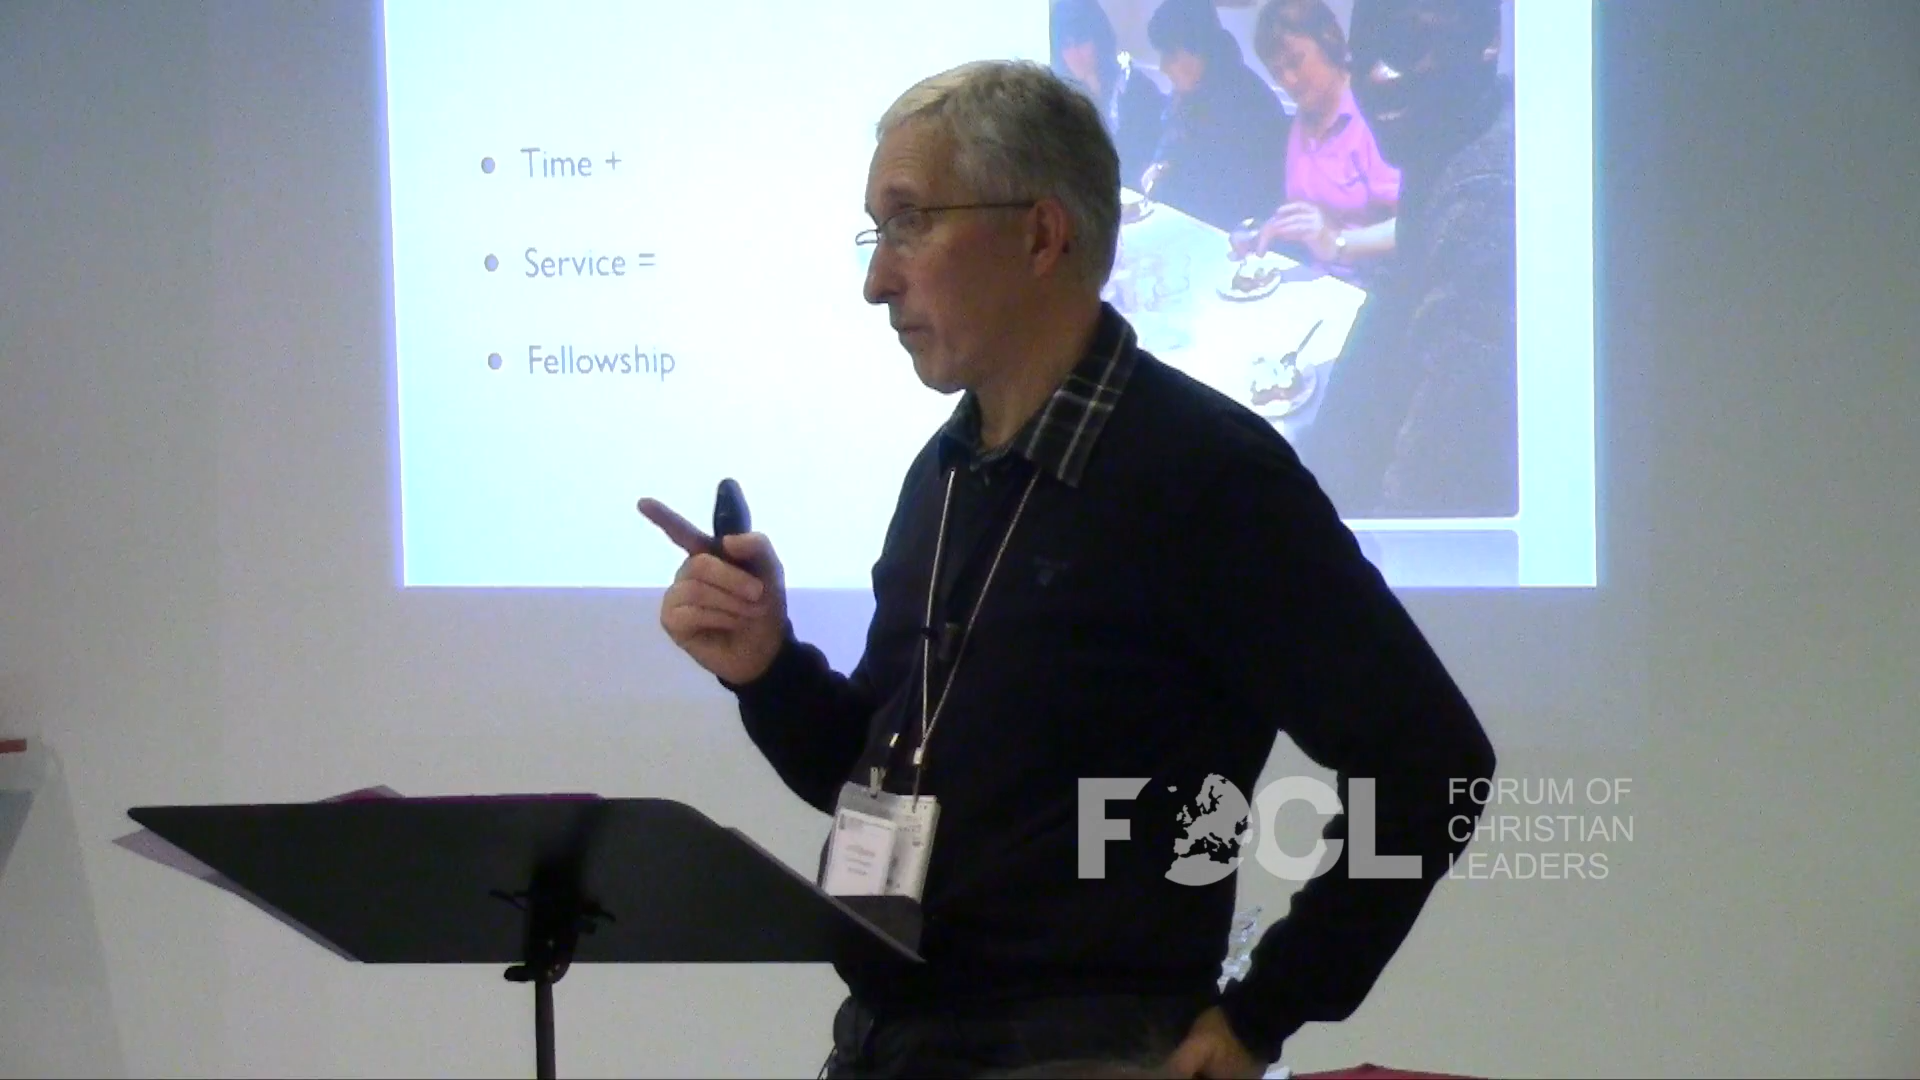 Time +
Service =
Fellowship
FOCL
FORUM OF
CHRISTIAN
LEADERS